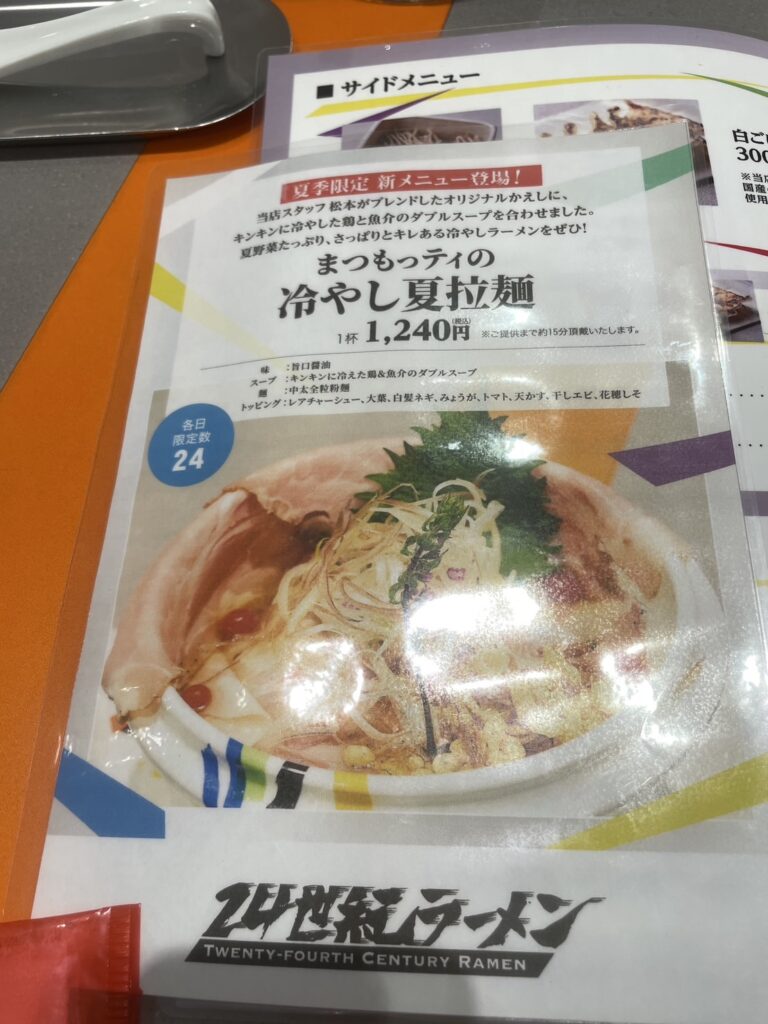 ■ サイドメニュー
白ごは
300
※当店
国産
使用
夏季限定 新メニュー登場！
当店スタッフ 松本がブレンドしたオリジナルかえしに、
キンキンに冷やした鶏と魚介のダブルスープを合わせました。
夏野菜たっぷり、さっぱりとキレある冷やしラーメンをぜひ！
まつもっティの
冷やし夏拉麺
1杯 1,240円(税込) ※ご提供まで約15分頂戴いたします。
味 ：旨口醤油
スープ ：キンキンに冷えた鶏&魚介のダブルスープ
麺 ：中太全粒粉麺
トッピング：レアチャーシュー、大葉、白髪ネギ、みょうが、トマト、天かす、干しエビ、花穂しそ
各日
限定数
24
24世紀ラーメン
TWENTY-FOURTH CENTURY RAMEN